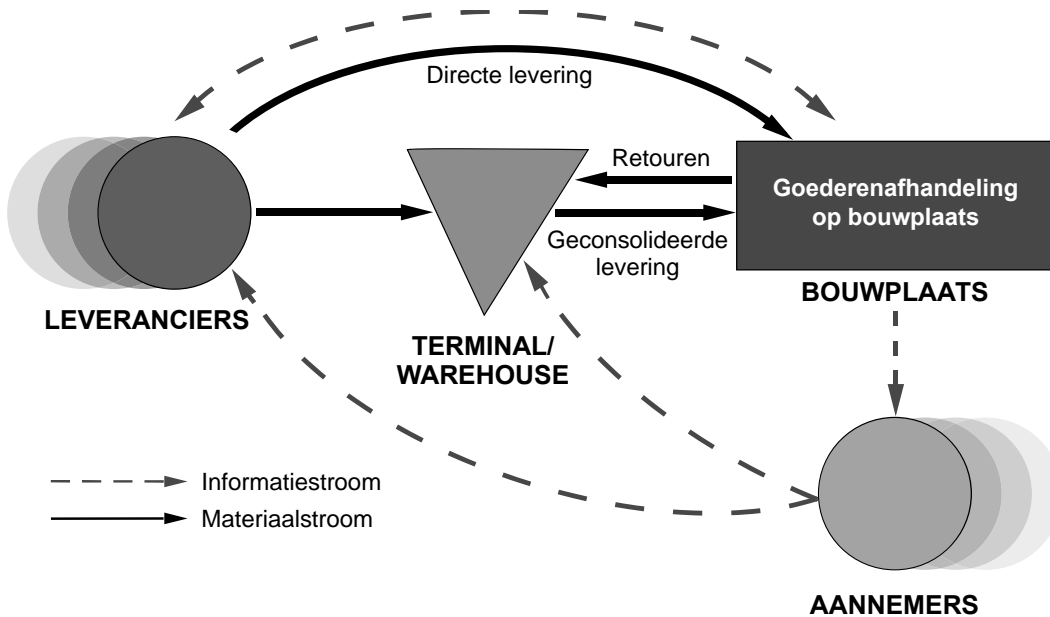 Directe levering
Retouren
Goederenafhandeling
op bouwplaats
Geconsolideerde
levering
BOUWPLAATS
LEVERANCIERS
TERMINAL/
WAREHOUSE
Informatiestroom
Materiaalstroom
AANNEMERS